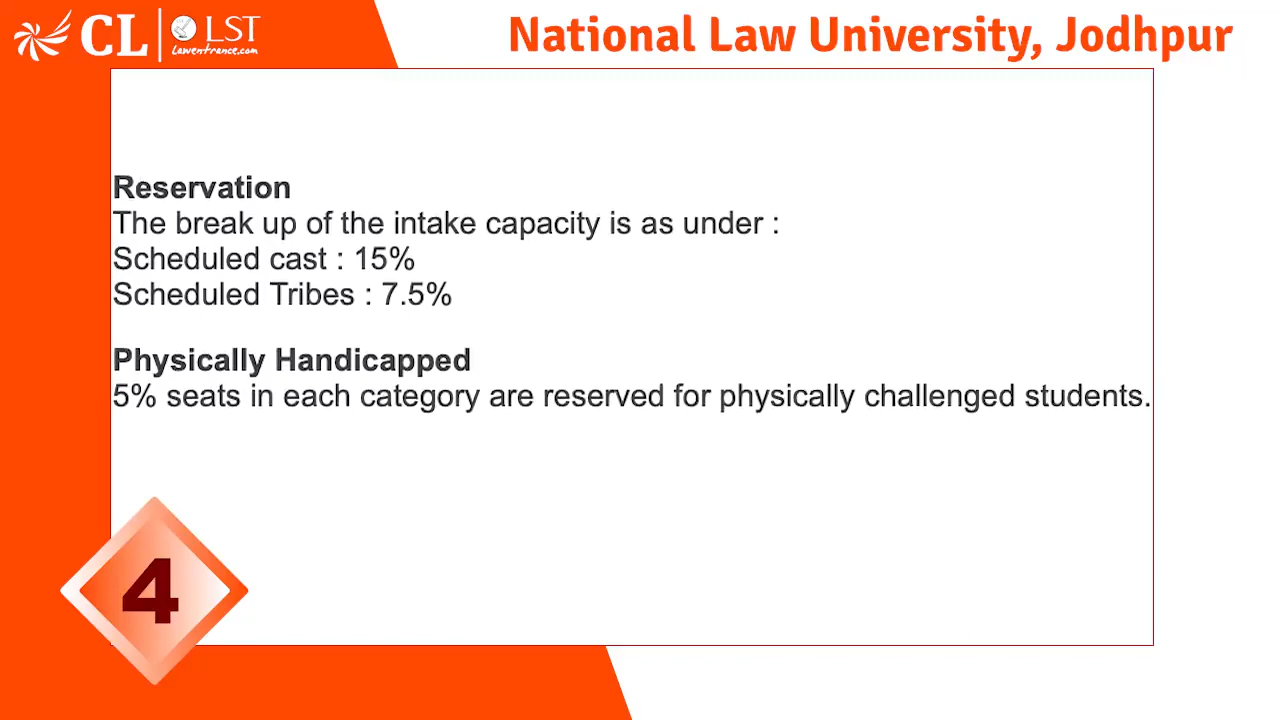 CL LST
Lawentrance.com
National Law University, Jodhpur
Reservation
The break up of the intake capacity is as under :
Scheduled cast : 15%
Scheduled Tribes : 7.5%
Physically Handicapped
5% seats in each category are reserved for physically challenged students.
4